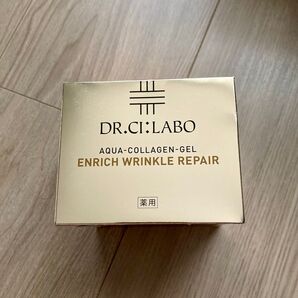 DR.CI:LABO
AQUA-COLLAGEN-GEL
ENRICH WRINKLE REPAIR
薬用